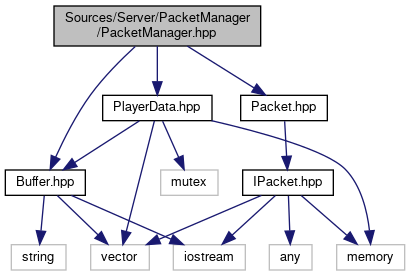 Sources/Server/PacketManager
/PacketManager.hpp
PlayerData.hpp
Packet.hpp
Buffer.hpp
mutex
IPacket.hpp
string
vector
iostream
any
memory